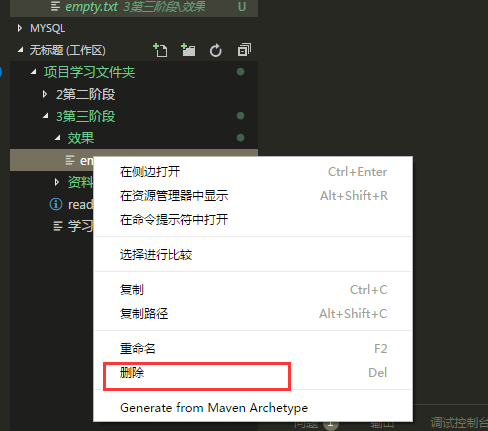 empty.txt 3第三阶段\效果 U
MYSQL
无标题 (工作区)
项目学习文件夹
2第二阶段
3第三阶段
效果
em
资料
read
学习
在侧边打开 Ctrl+Enter
在资源管理器中显示 Alt+Shift+R
在命令提示符中打开
选择进行比较
复制 Ctrl+C
复制路径 Alt+Shift+C
重命名 F2
删除 Del
Generate from Maven Archetype
问题 1 输出 调试控制台